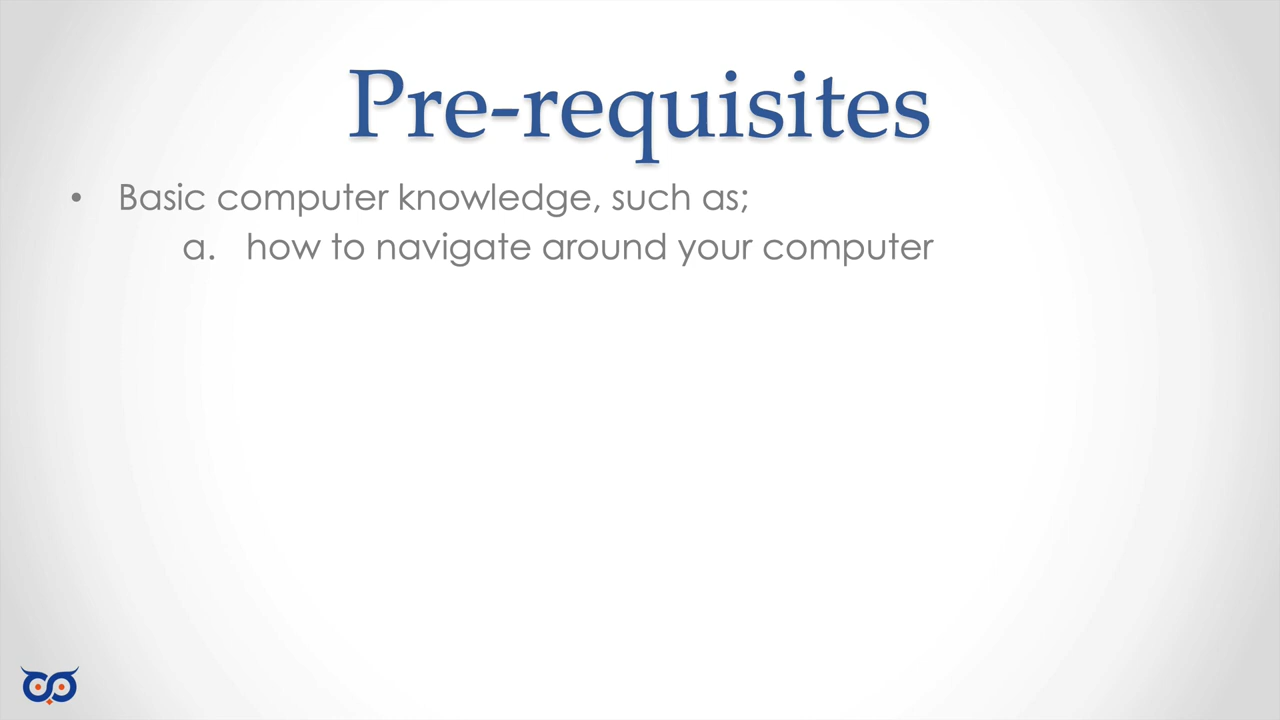 Pre-requisites
• Basic computer knowledge, such as;
a. how to navigate around your computer